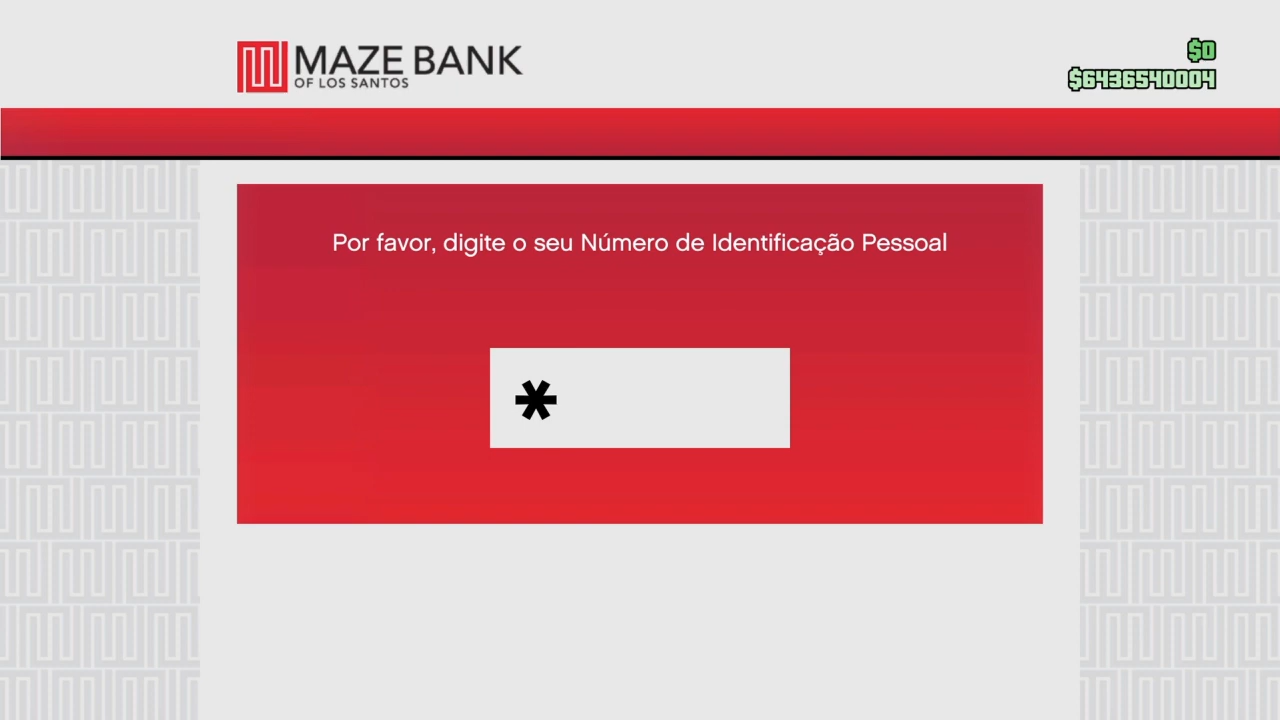 MAZE BANK
OF LOS SANTOS
$0
$6436540004
Por favor, digite o seu Número de Identificação Pessoal
*